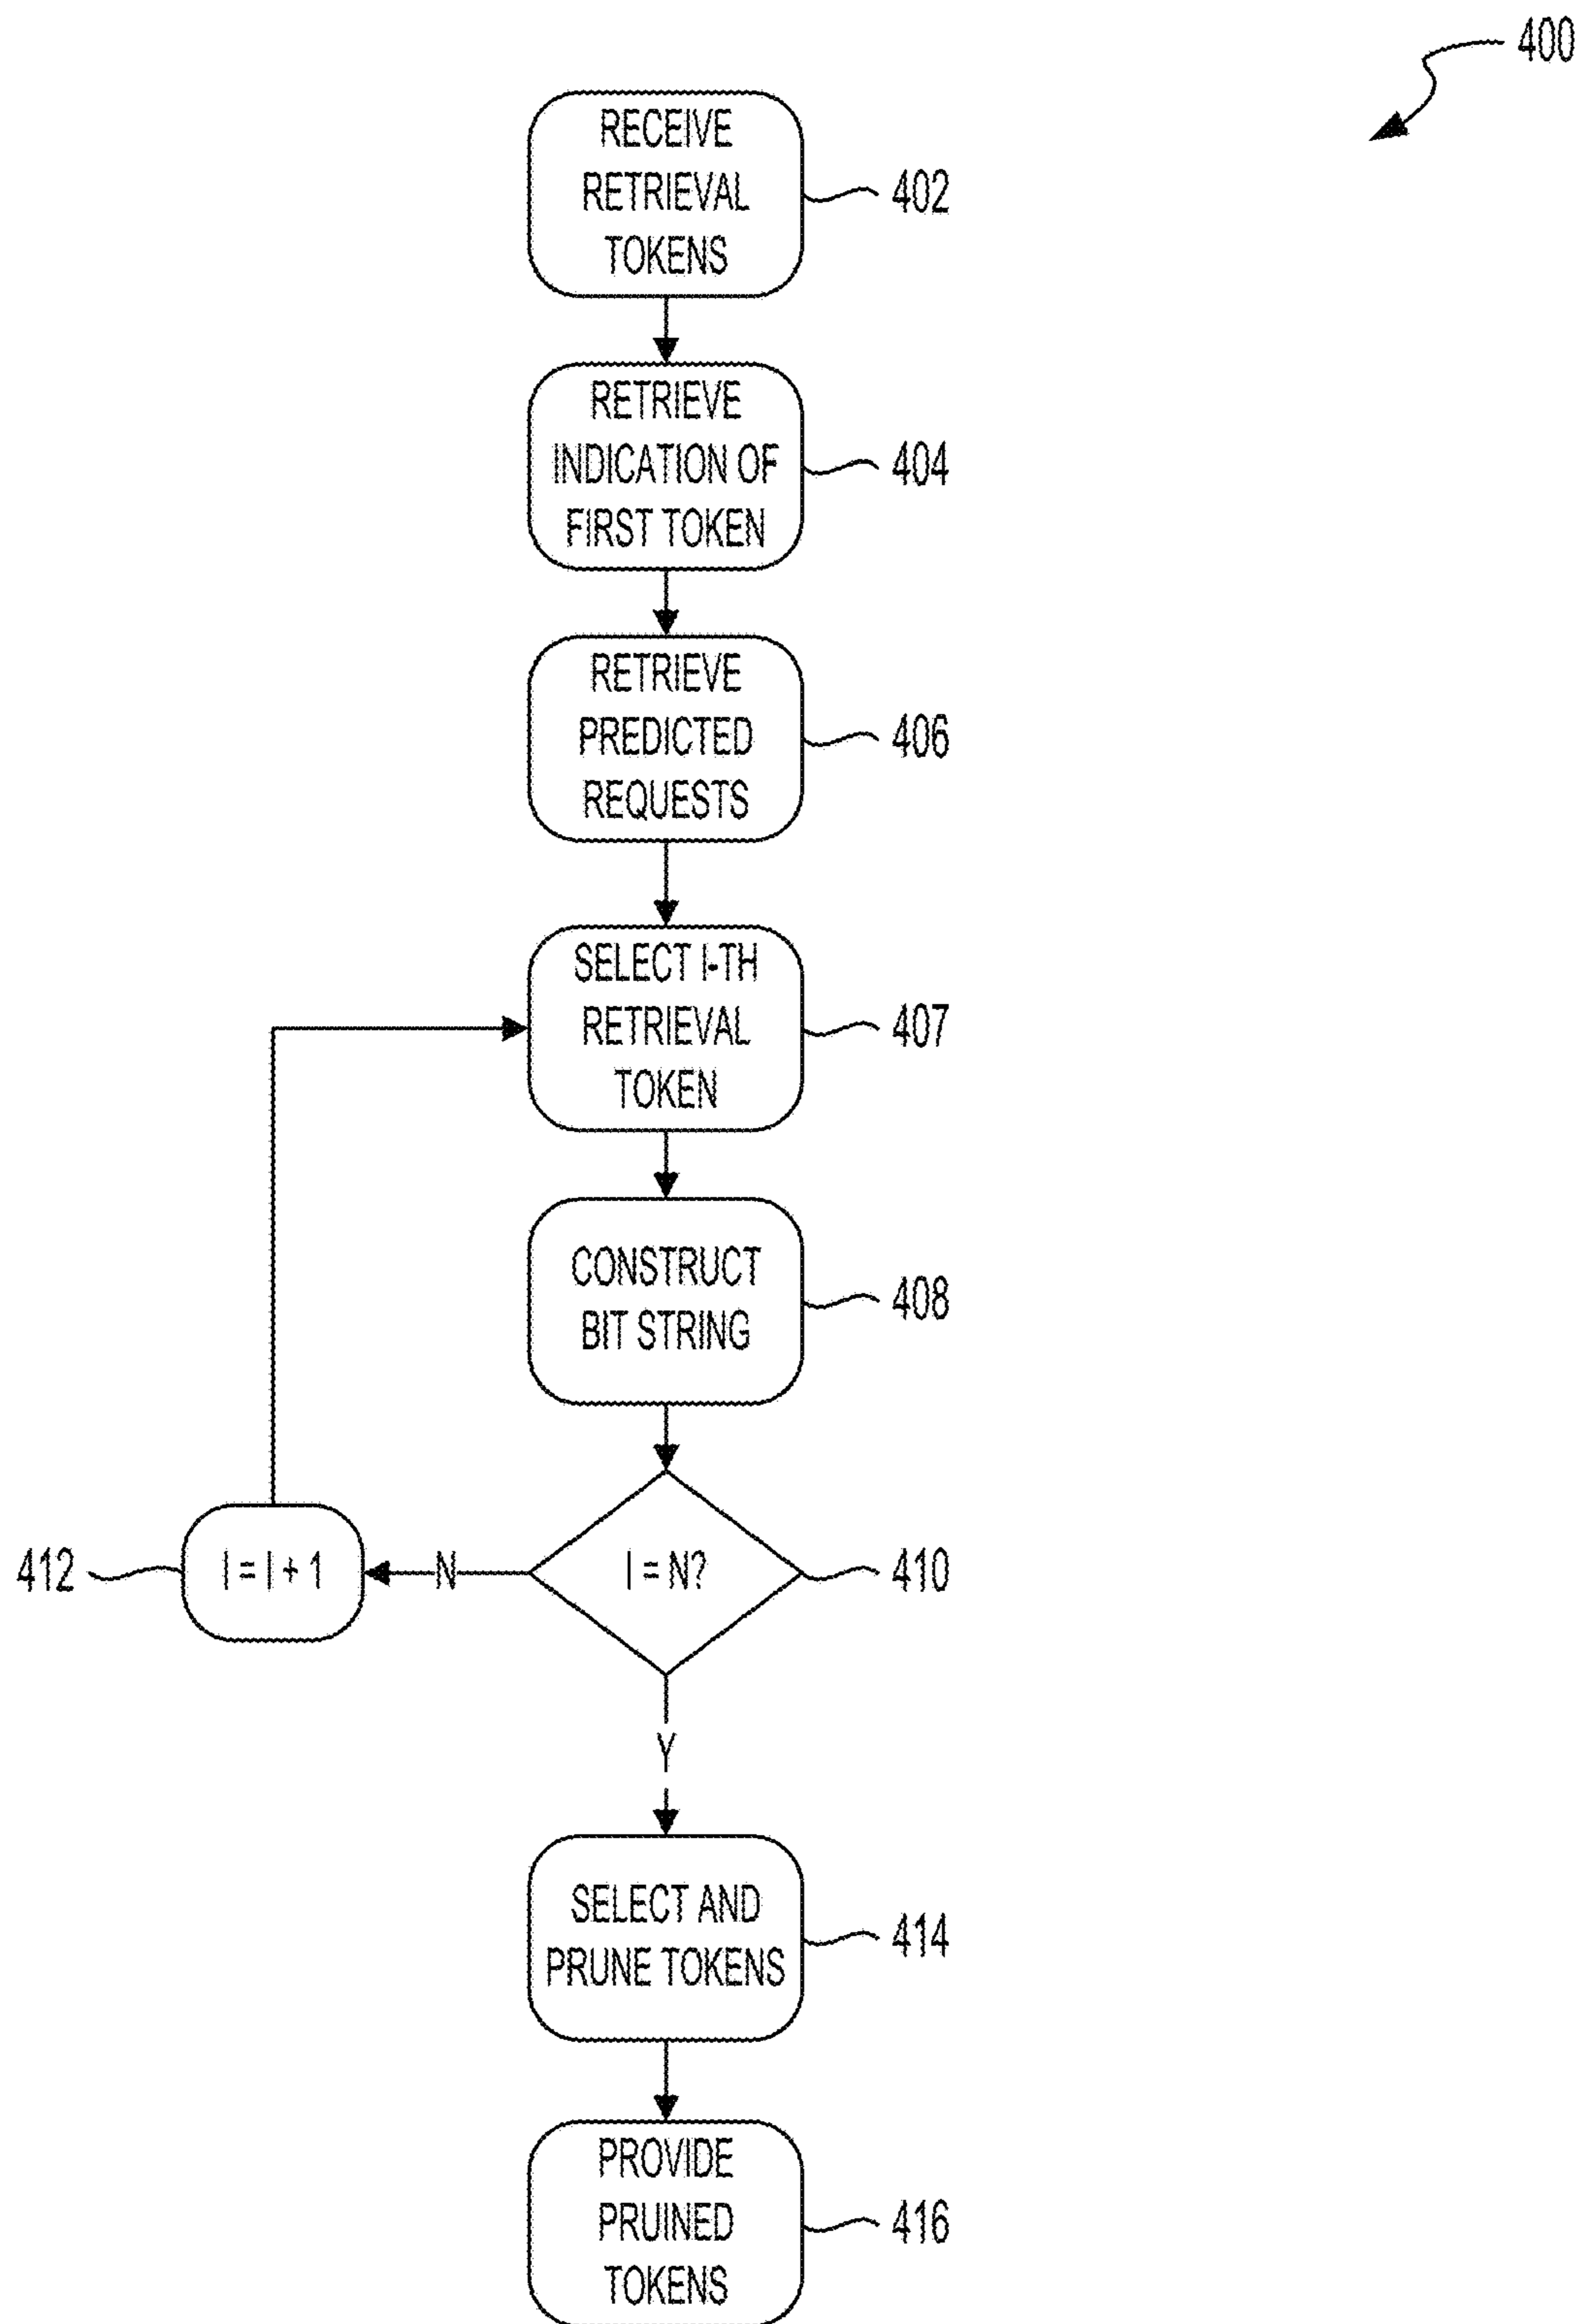 400
RECEIVE
RETRIEVAL
TOKENS
402
RETRIEVE
INDICATION OF
FIRST TOKEN
404
RETRIEVE
PREDICTED
REQUESTS
406
SELECT I-TH
RETRIEVAL
TOKEN
407
CONSTRUCT
BIT STRING
408
412
I = I + 1
N
I = N?
410
Y
SELECT AND
PRUNE TOKENS
414
PROVIDE
PRUINED
TOKENS
416